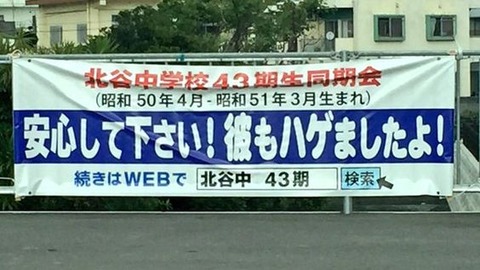 北谷中学校43期生同期会
(昭和50年4月-昭和51年3月生まれ)
安心して下さい!彼もハゲましたよ!
続きはWEBで 北谷中 43期 検索